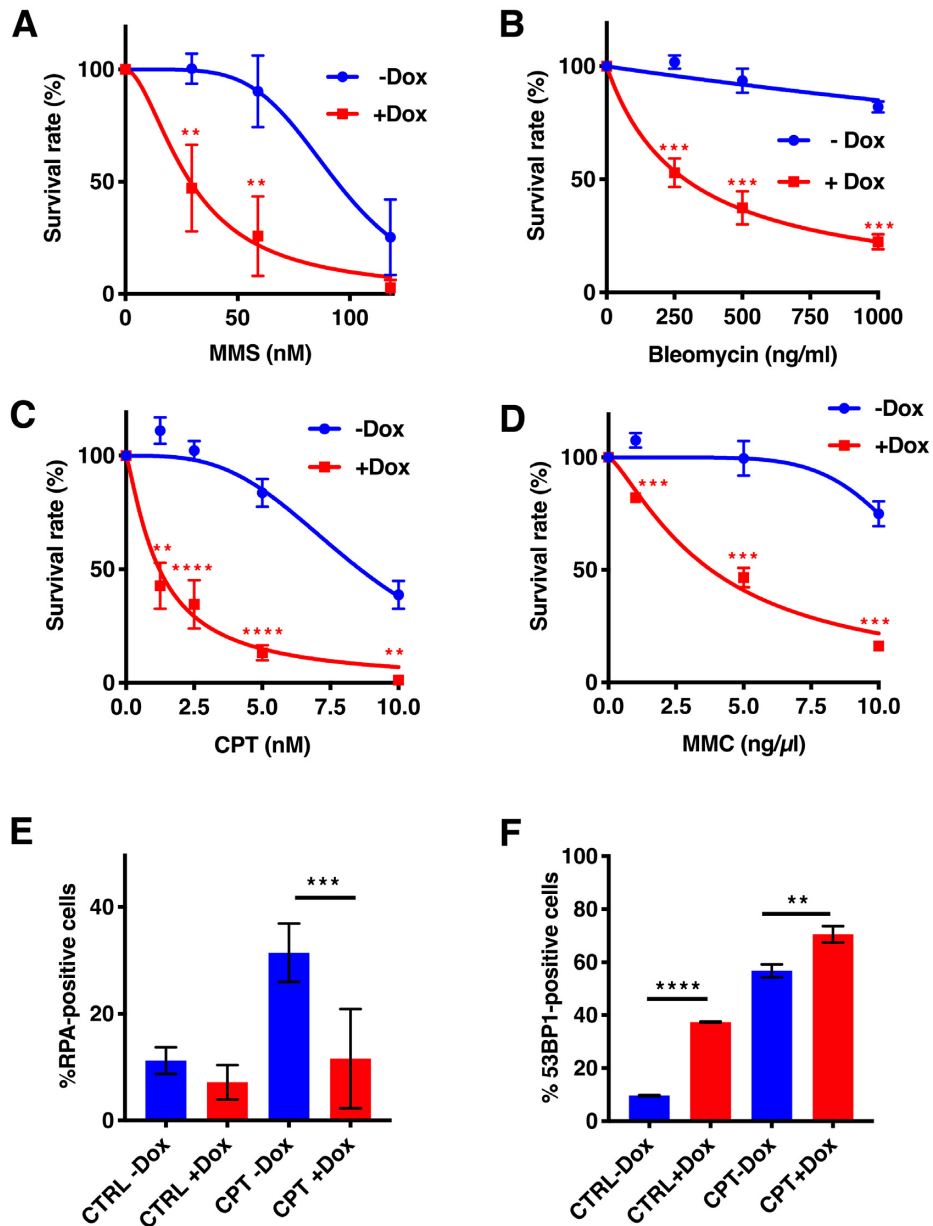 A
Survival rate (%)
100
50
0
0
50
100
MMS (nM)
-Dox
+Dox
**
**
B
Survival rate (%)
100
50
0
0
250
500
750
1000
Bleomycin (ng/ml)
- Dox
+ Dox
***
***
***
C
Survival rate (%)
100
50
0
0.0
2.5
5.0
7.5
10.0
CPT (nM)
-Dox
+Dox
**
****
****
**
D
Survival rate (%)
100
50
0
0.0
2.5
5.0
7.5
10.0
MMC (ng/µl)
-Dox
+Dox
***
***
***
E
%RPA-positive cells
40
20
0
***
CTRL -Dox
CTRL +Dox
CPT -Dox
CPT +Dox
F
% 53BP1-positive cells
100
80
60
40
20
0
****
**
CTRL-Dox
CTRL+Dox
CPT-Dox
CPT+Dox